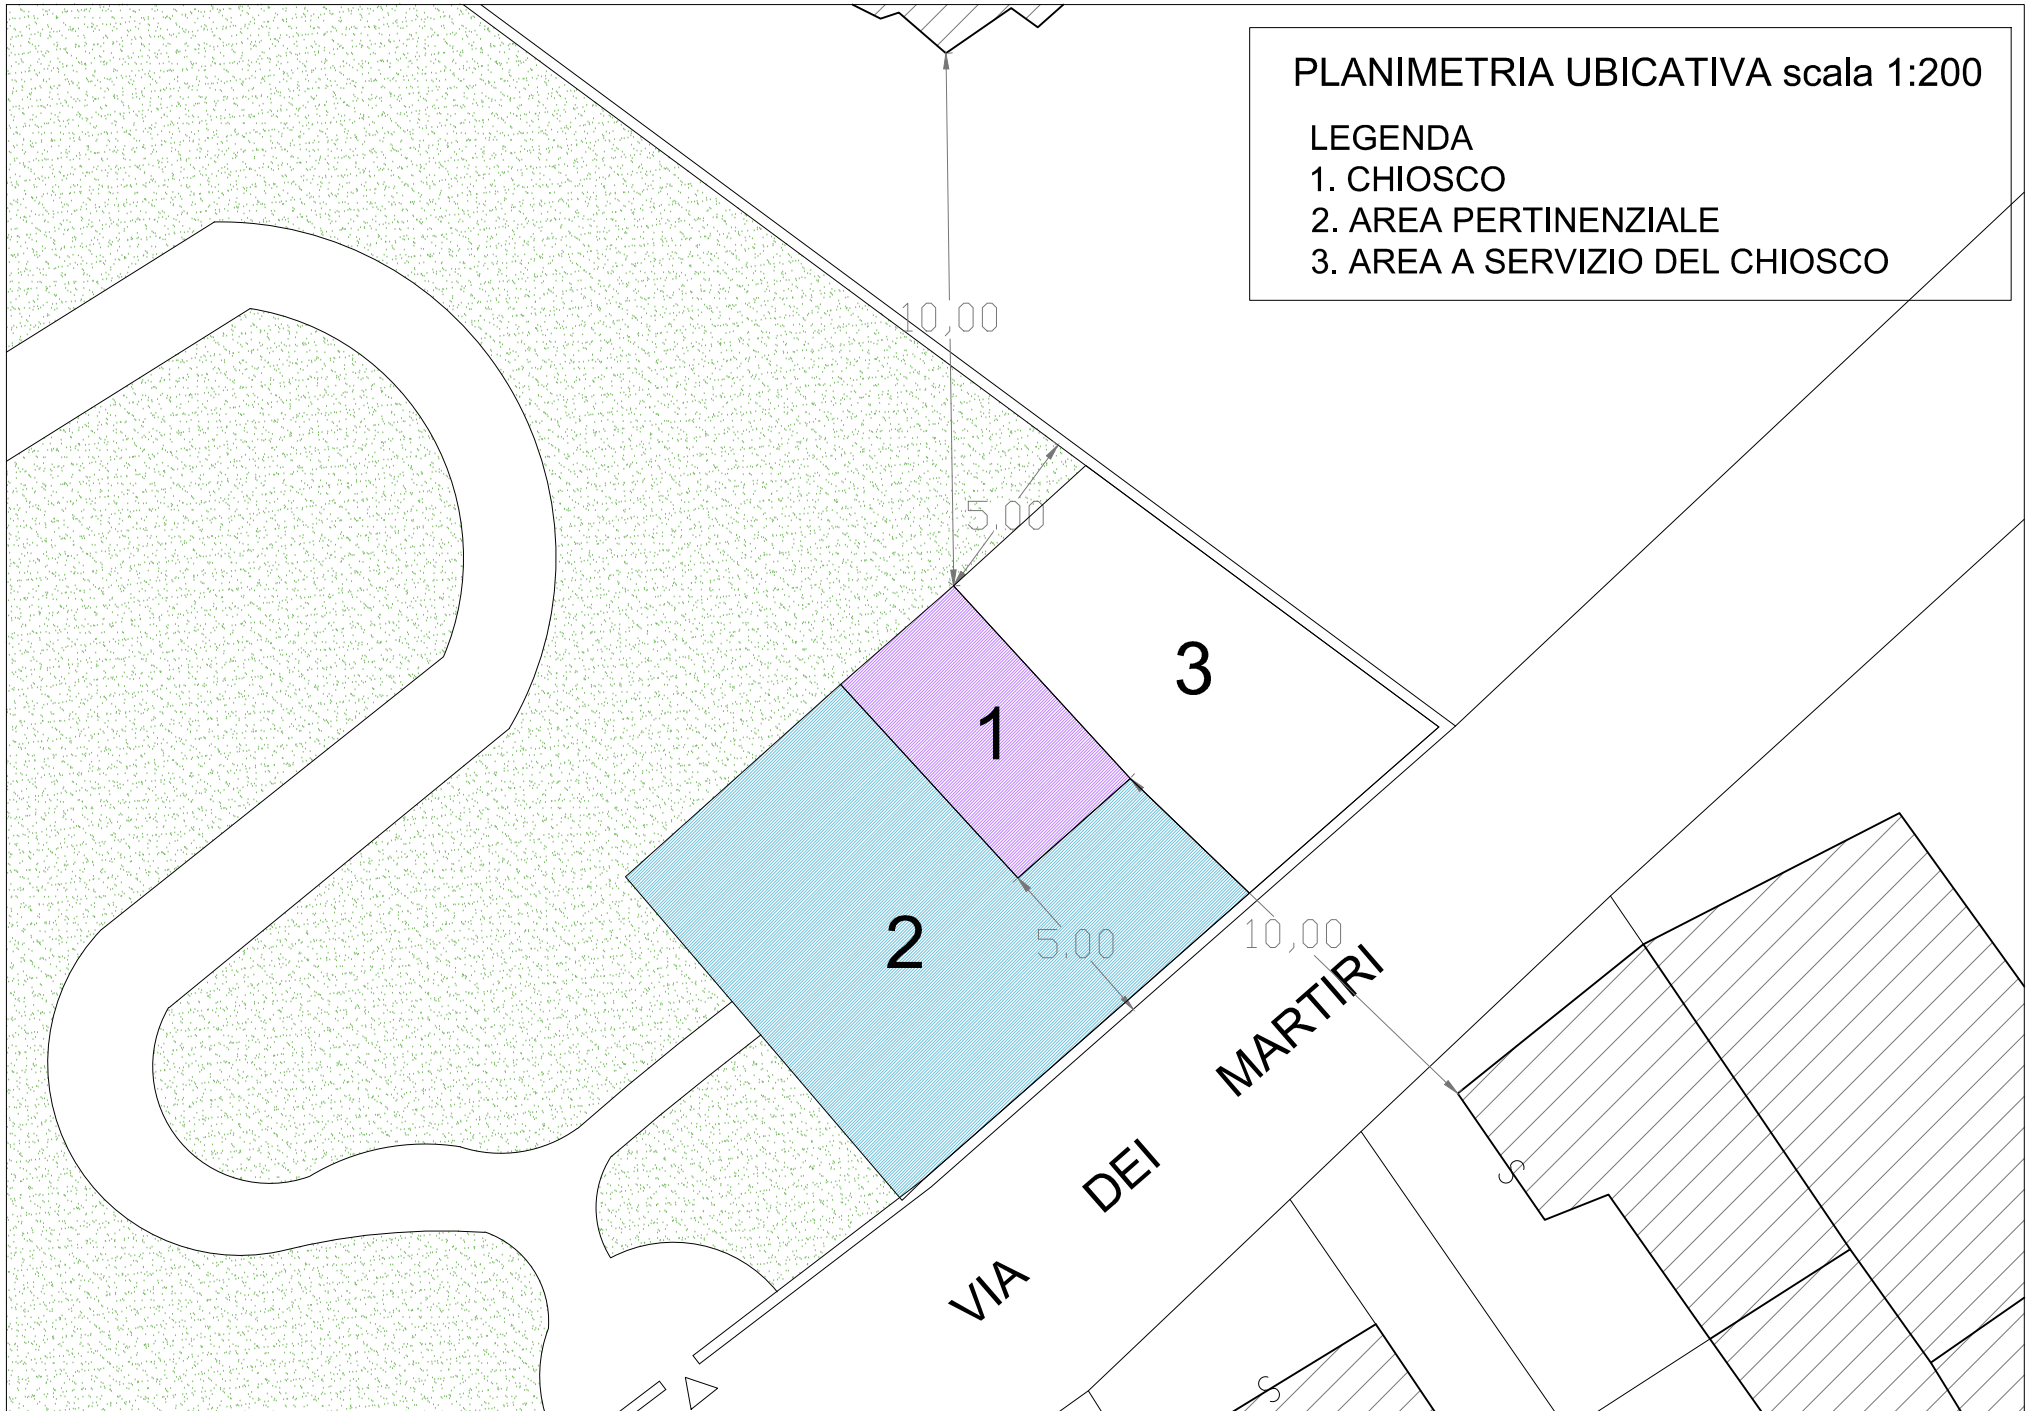 PLANIMETRIA UBICATIVA scala 1:200
LEGENDA
1. CHIOSCO
2. AREA PERTINENZIALE
3. AREA A SERVIZIO DEL CHIOSCO
10,00
5.00
3
1
2
5.00
10,00
VIA DEI MARTIRI
S
S